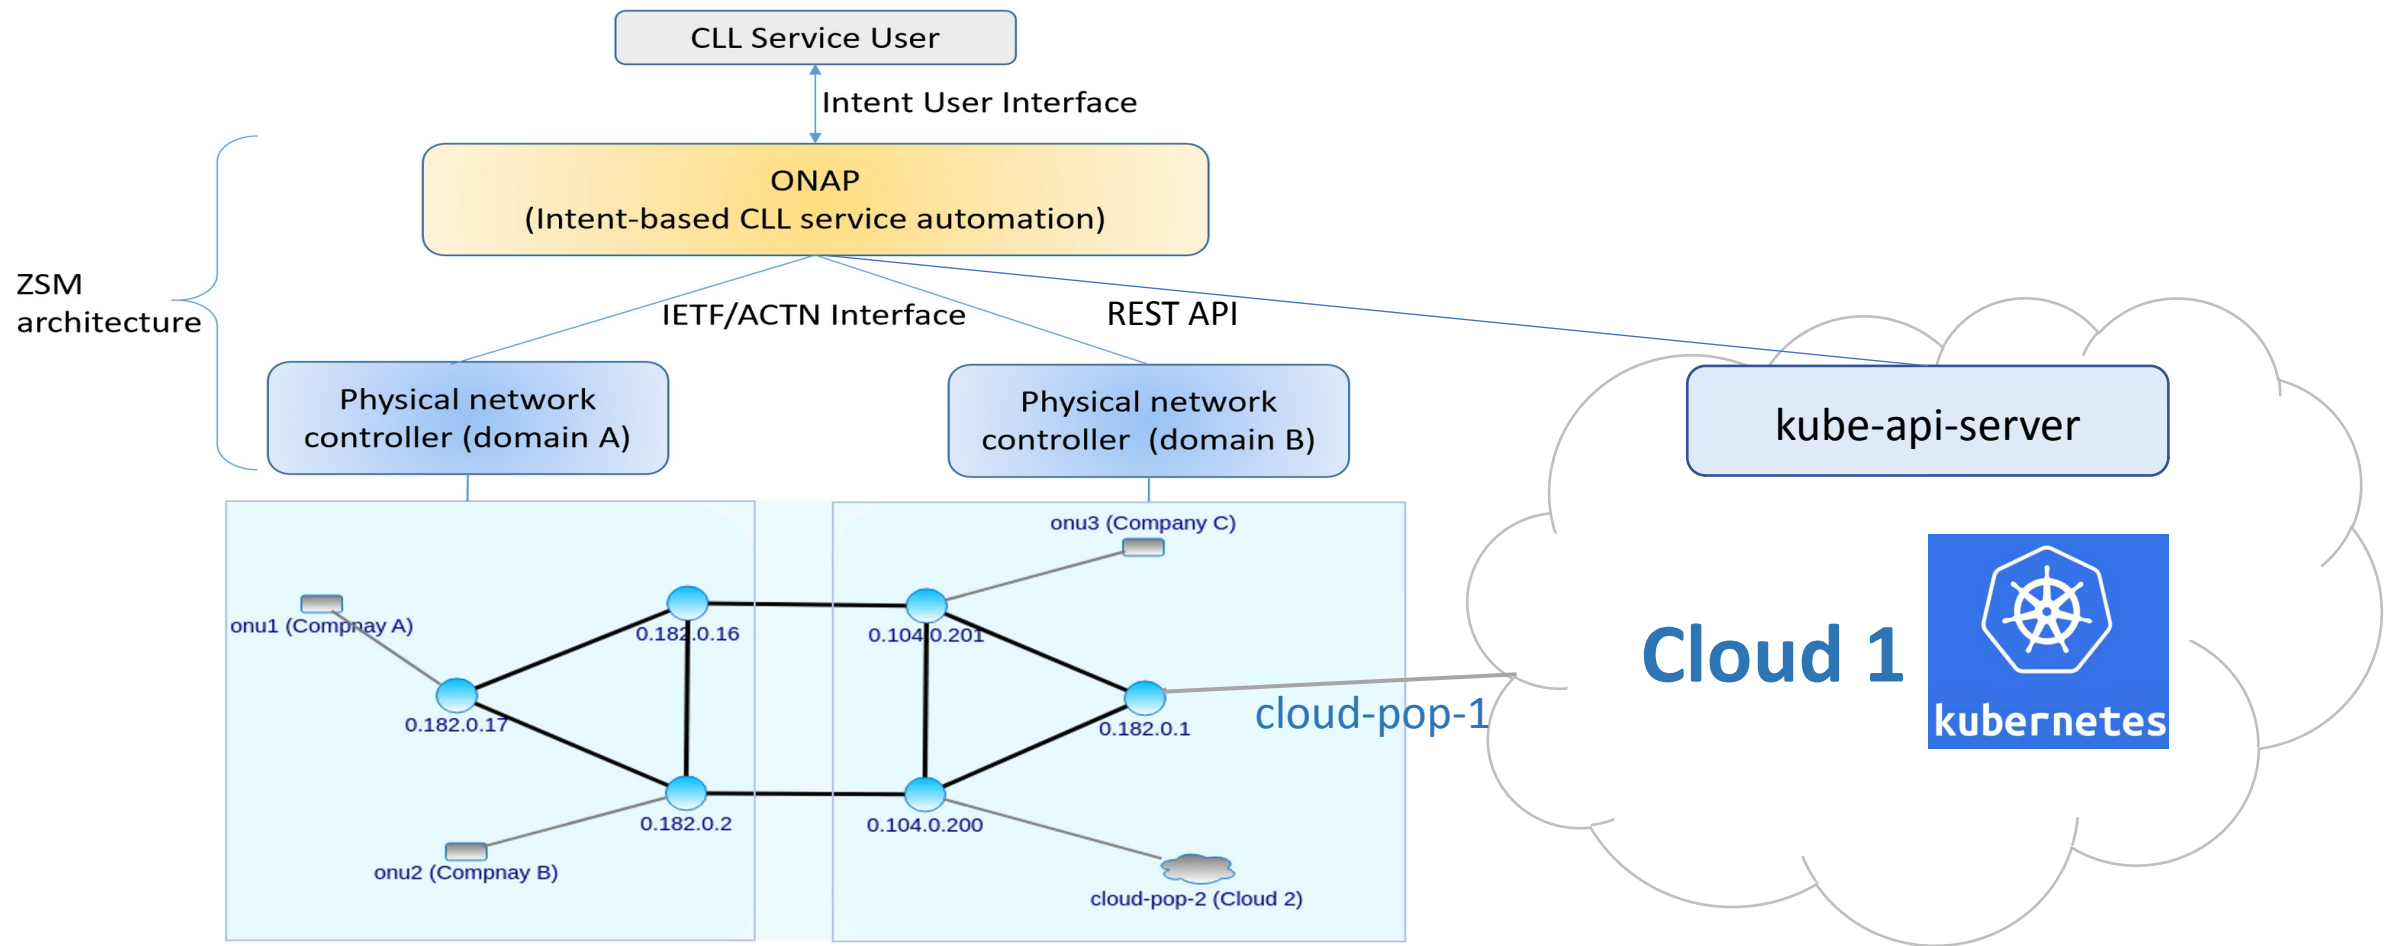 CLL Service User
Intent User Interface
ONAP
(Intent-based CLL service automation)
ZSM
architecture
IETF/ACTN Interface
REST API
Physical network
controller (domain A)
Physical network
controller (domain B)
kube-api-server
onu3 (Company C)
onu1 (Compnay A)
0.182.0.16
0.104.0.201
0.182.0.17
0.182.0.1
cloud-pop-1
Cloud 1
kubernetes
0.182.0.2
0.104.0.200
onu2 (Compnay B)
cloud-pop-2 (Cloud 2)